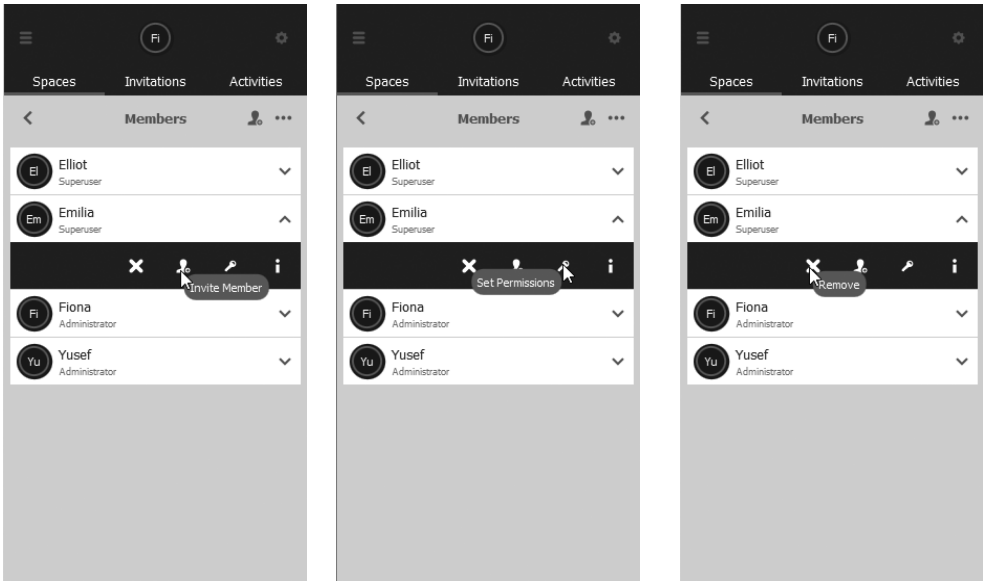 Fi
Spaces Invitations Activities
Members
El Elliot
Superuser
Em Emilia
Superuser
Invite Member
Fi Fiona
Administrator
Yu Yusef
Administrator
Fi
Spaces Invitations Activities
Members
El Elliot
Superuser
Em Emilia
Superuser
Set Permissions
Fi Fiona
Administrator
Yu Yusef
Administrator
Fi
Spaces Invitations Activities
Members
El Elliot
Superuser
Em Emilia
Superuser
Remove
Fi Fiona
Administrator
Yu Yusef
Administrator